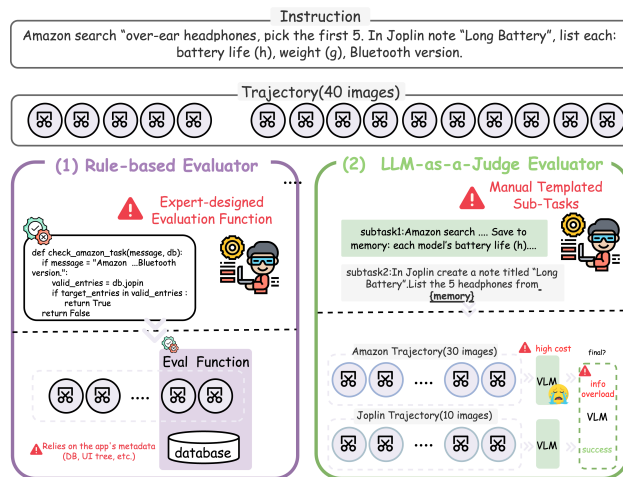 Instruction
Amazon search “over-ear headphones, pick the first 5. In Joplin note “Long Battery”, list each:
battery life (h), weight (g), Bluetooth version.
Trajectory(40 images)
(1) Rule-based Evaluator
Expert-designed
Evaluation Function
def check_amazon_task(message, db):
if message = "Amazon ...Bluetooth
version.":
valid_entries = db.jopin
if target_entries in valid_entries :
return True
return False
Eval Function
....
database
Relies on the app's metadata
(DB, UI tree, etc.)
.....
(2) LLM-as-a-Judge Evaluator
Manual Templated
Sub-Tasks
subtask1:Amazon search .... Save to
memory: each model's battery life (h)....
subtask2:In Joplin create a note titled “Long
Battery”.List the 5 headphones from
{memory}
Amazon Trajectory(30 images)
....
high cost
VLM
Joplin Trajectory(10 images)
....
VLM
final?
info
overload
VLM
success